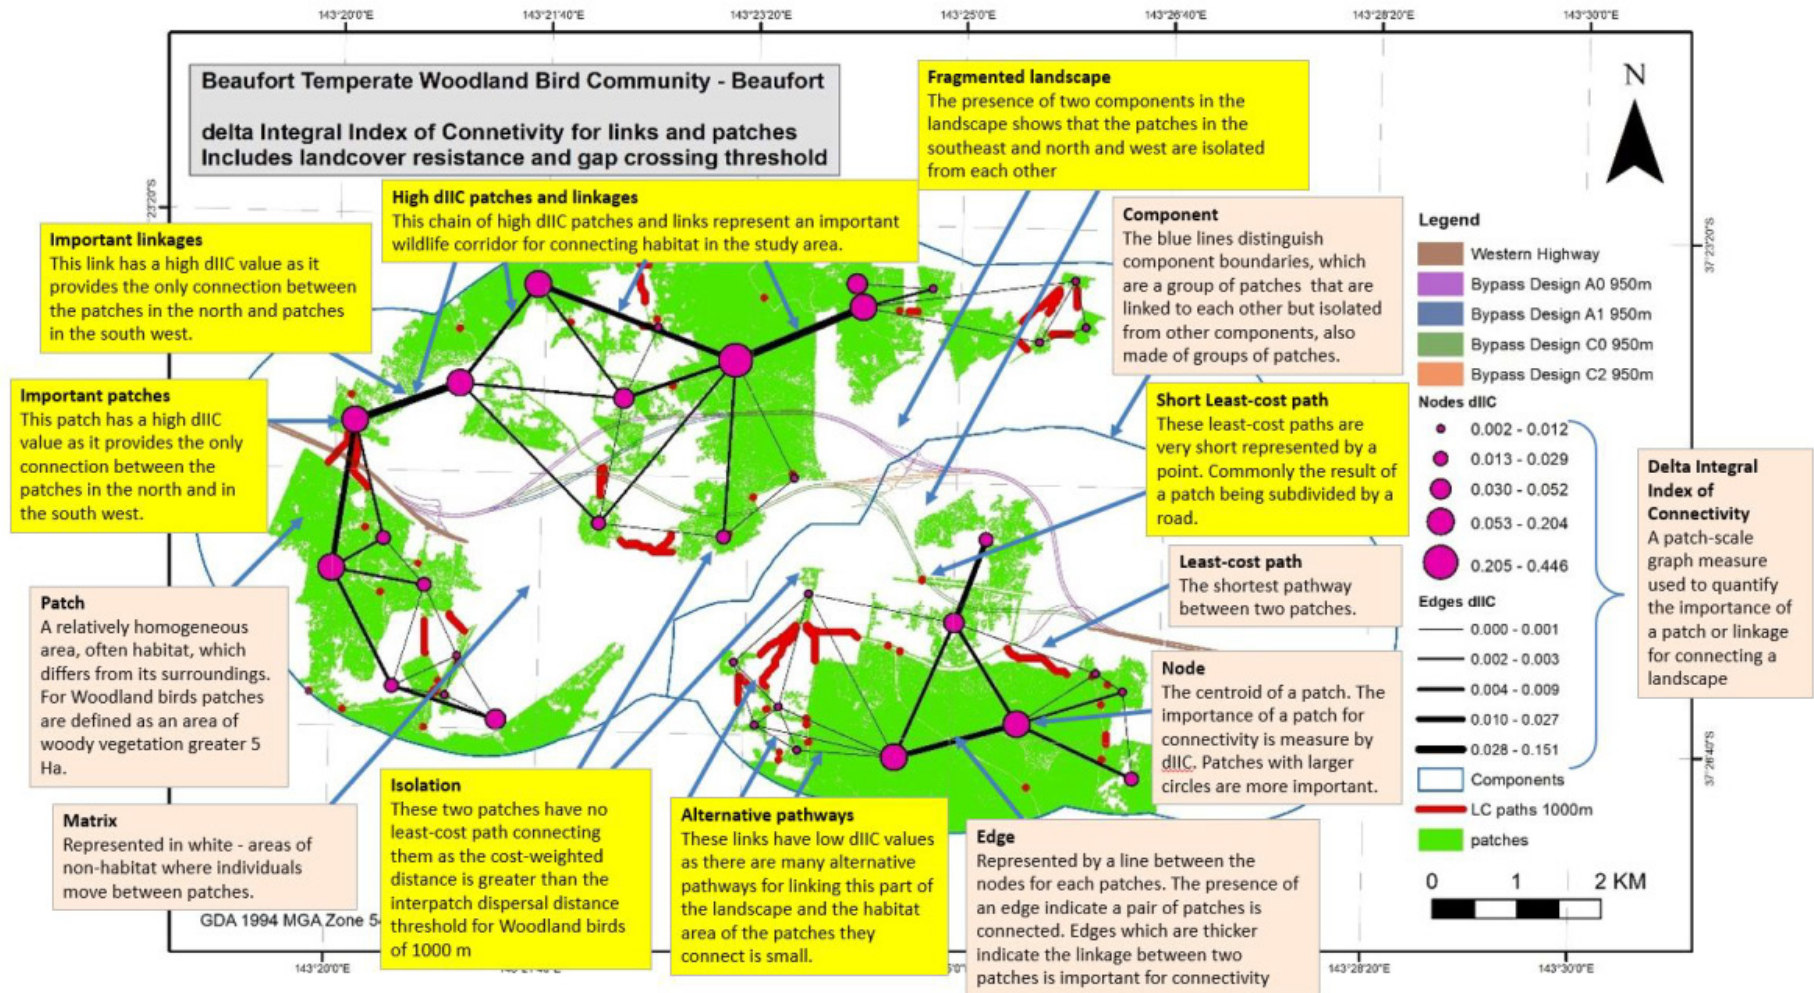 143°20'0"E
143°21'40"E
143°23'20"E
143°25'0"E
143°26'40"E
143°28'20"E
143°30'0"E
Beaufort Temperate Woodland Bird Community - Beaufort
delta Integral Index of Connetivity for links and patches
Includes landcover resistance and gap crossing threshold
Fragmented landscape
The presence of two components in the
landscape shows that the patches in the
southeast and north and west are isolated
from each other
N
23'20"S
37°23'20"S
High dIIC patches and linkages
This chain of high dIIC patches and links represent an important
wildlife corridor for connecting habitat in the study area.
Important linkages
This link has a high dIIC value as it
provides the only connection between
the patches in the north and patches
in the south west.
Component
The blue lines distinguish
component boundaries, which
are a group of patches that are
linked to each other but isolated
from other components, also
made of groups of patches.
Important patches
This patch has a high dIIC
value as it provides the only
connection between the
patches in the north and in
the south west.
Short Least-cost path
These least-cost paths are
very short represented by a
point. Commonly the result of
a patch being subdivided by a
road.
Least-cost path
The shortest pathway
between two patches.
Patch
A relatively homogeneous
area, often habitat, which
differs from its surroundings.
For Woodland birds patches
are defined as an area of
woody vegetation greater 5
Ha.
Node
The centroid of a patch. The
importance of a patch for
connectivity is measure by
dIIC. Patches with larger
circles are more important.
Matrix
Represented in white - areas of
non-habitat where individuals
move between patches.
Isolation
These two patches have no
least-cost path connecting
them as the cost-weighted
distance is greater than the
interpatch dispersal distance
threshold for Woodland birds
of 1000 m
Alternative pathways
These links have low dIIC values
as there are many alternative
pathways for linking this part of
the landscape and the habitat
area of the patches they
connect is small.
Edge
Represented by a line between the
nodes for each patches. The presence of
an edge indicate a pair of patches is
connected. Edges which are thicker
indicate the linkage between two
patches is important for connectivity
Legend
Western Highway
Bypass Design A0 950m
Bypass Design A1 950m
Bypass Design C0 950m
Bypass Design C2 950m
Nodes dIIC
0.002 - 0.012
0.013 - 0.029
0.030 - 0.052
0.053 - 0.204
0.205 - 0.446
Edges dIIC
0.000 - 0.001
0.002 - 0.003
0.004 - 0.009
0.010 - 0.027
0.028 - 0.151
Components
LC paths 1000m
patches
0 1 2 KM
Delta Integral
Index of
Connectivity
A patch-scale
graph measure
used to quantify
the importance of
a patch or linkage
for connecting a
landscape
37°26'40"S
GDA 1994 MGA Zone 5
143°20'0"E
143°28'20"E
143°30'0"E